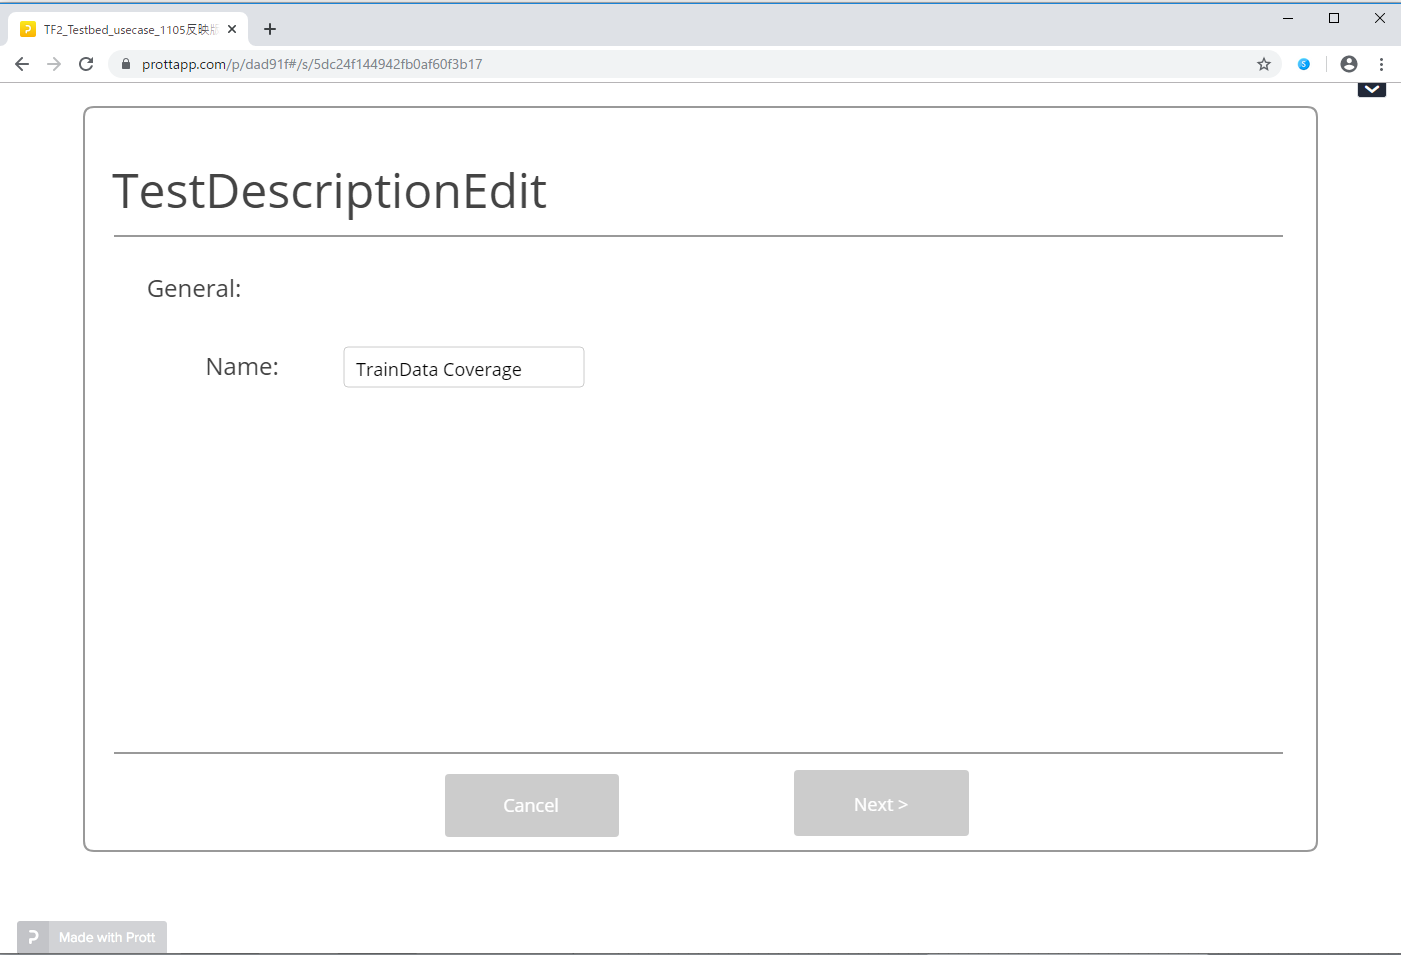 TF2_Testbed_usecase_1105反映版
prottapp.com/p/dad91f#/s/5dc24f144942fb0af60f3b17
TestDescriptionEdit
General:
Name:
TrainData Coverage
Cancel
Next >
Made with Prott